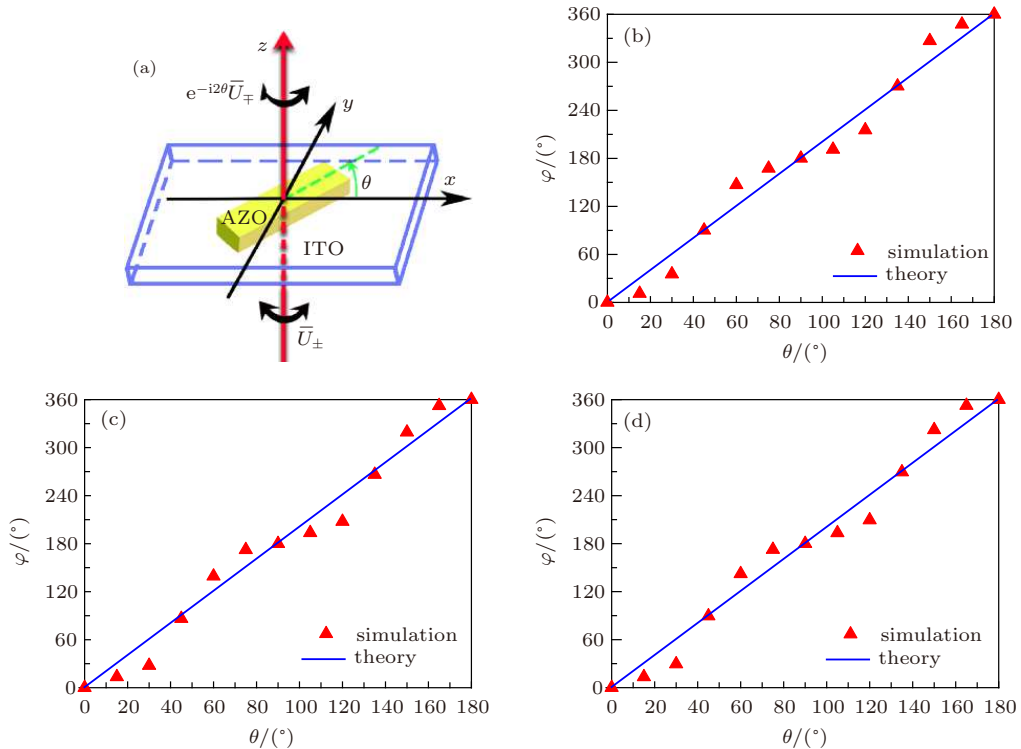 (a)
z
e^{-i2θ}Ū_∓
y
θ
x
AZO
ITO
Ū_±
(b)
360
300
240
180
120
60
0
φ/(°)
simulation
theory
0 20 40 60 80 100 120 140 160 180
θ/(°)
(c)
360
300
240
180
120
60
0
φ/(°)
simulation
theory
0 20 40 60 80 100 120 140 160 180
θ/(°)
(d)
360
300
240
180
120
60
0
φ/(°)
simulation
theory
0 20 40 60 80 100 120 140 160 180
θ/(°)